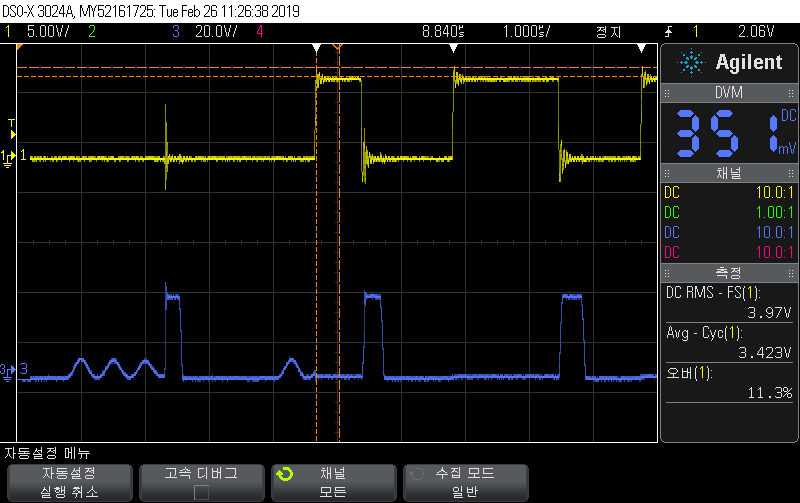 DSO-X 3024A, MY52161725: Tue Feb 26 11:26:38 2019
1 5.00V/ 2 3 20.0V/ 4 8.840s 1.000s/ 정지 1 2.06V
Agilent
DVM
351 DC mV
채널
DC 10.0:1
DC 1.00:1
DC 10.0:1
DC 10.0:1
측정
DC RMS - FS(1):
3.97V
Avg - Cyc(1):
3.423V
오버(1):
11.3%
T
1 1
3 3
자동설정 메뉴
자동설정
실행 취소
고속 디버그
채널
모든
수집 모드
일반